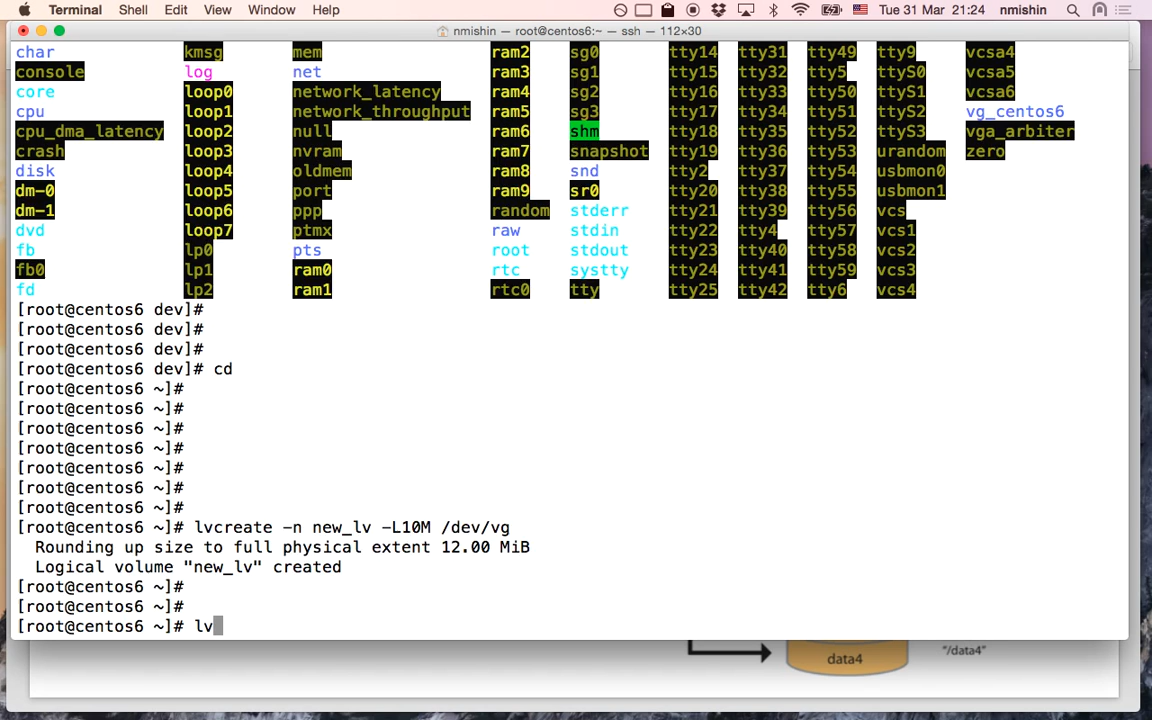 Terminal Shell Edit View Window Help Tue 31 Mar 21:24 nmishin
nmishin — root@centos6:~ — ssh — 112×30
char kmsg mem ram2 sg0 tty14 tty31 tty49 tty9 vcsa4
console log net ram3 sg1 tty15 tty32 tty5 ttyS0 vcsa5
core loop0 network_latency ram4 sg2 tty16 tty33 tty50 ttyS1 vcsa6
cpu loop1 network_throughput ram5 sg3 tty17 tty34 tty51 ttyS2 vg_centos6
cpu_dma_latency loop2 null ram6 shm tty18 tty35 tty52 ttyS3 vga_arbiter
crash loop3 nvram ram7 snapshot tty19 tty36 tty53 urandom zero
disk loop4 oldmem ram8 snd tty2 tty37 tty54 usbmon0
dm-0 loop5 port ram9 sr0 tty20 tty38 tty55 usbmon1
dm-1 loop6 ppp random stderr tty21 tty39 tty56 vcs
dvd loop7 ptmx raw stdin tty22 tty4 tty57 vcs1
fb lp0 pts root stdout tty23 tty40 tty58 vcs2
fb0 lp1 ram0 rtc systty tty24 tty41 tty59 vcs3
fd lp2 ram1 rtc0 tty tty25 tty42 tty6 vcs4
[root@centos6 dev]#
[root@centos6 dev]#
[root@centos6 dev]#
[root@centos6 dev]# cd
[root@centos6 ~]#
[root@centos6 ~]#
[root@centos6 ~]#
[root@centos6 ~]#
[root@centos6 ~]#
[root@centos6 ~]#
[root@centos6 ~]#
[root@centos6 ~]# lvcreate -n new_lv -L10M /dev/vg
Rounding up size to full physical extent 12.00 MiB
Logical volume "new_lv" created
[root@centos6 ~]#
[root@centos6 ~]#
[root@centos6 ~]# lv
data4 "/data4"